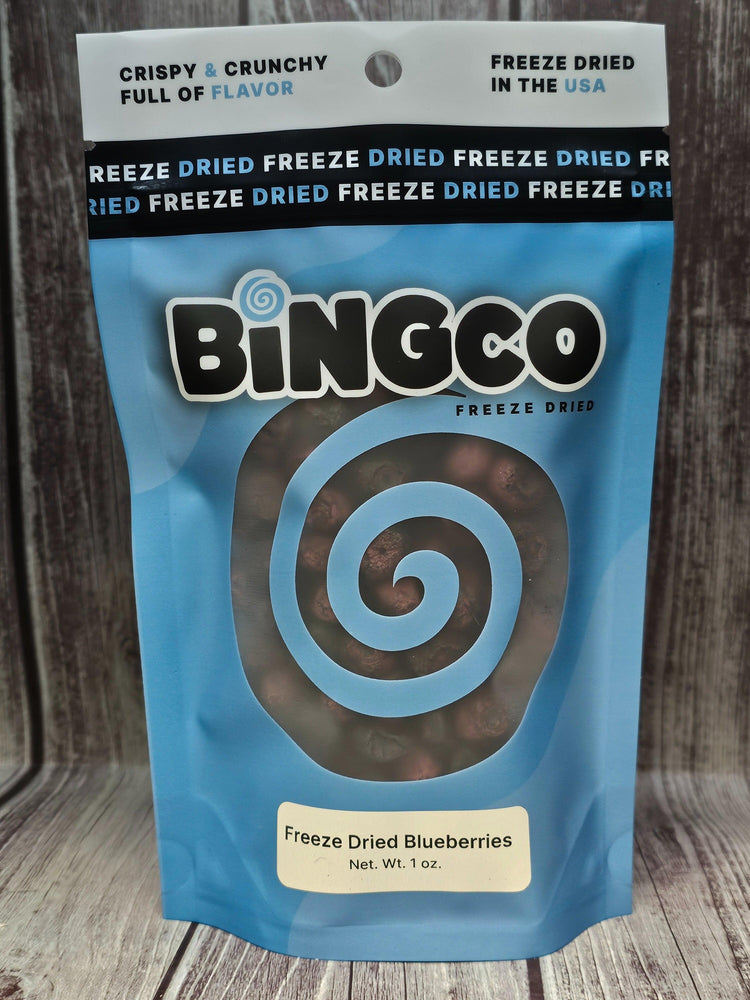 CRISPY & CRUNCHY
FULL OF FLAVOR
FREEZE DRIED
IN THE USA
REEZE DRIED FREEZE DRIED FREEZE DRIED FR
RIED FREEZE DRIED FREEZE DRIED FREEZE DRI
BiNGCO
FREEZE DRIED
Freeze Dried Blueberries
Net. Wt. 1 oz.